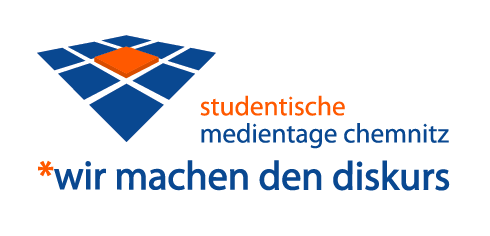 studentische
medientage chemnitz
*wir machen den diskurs